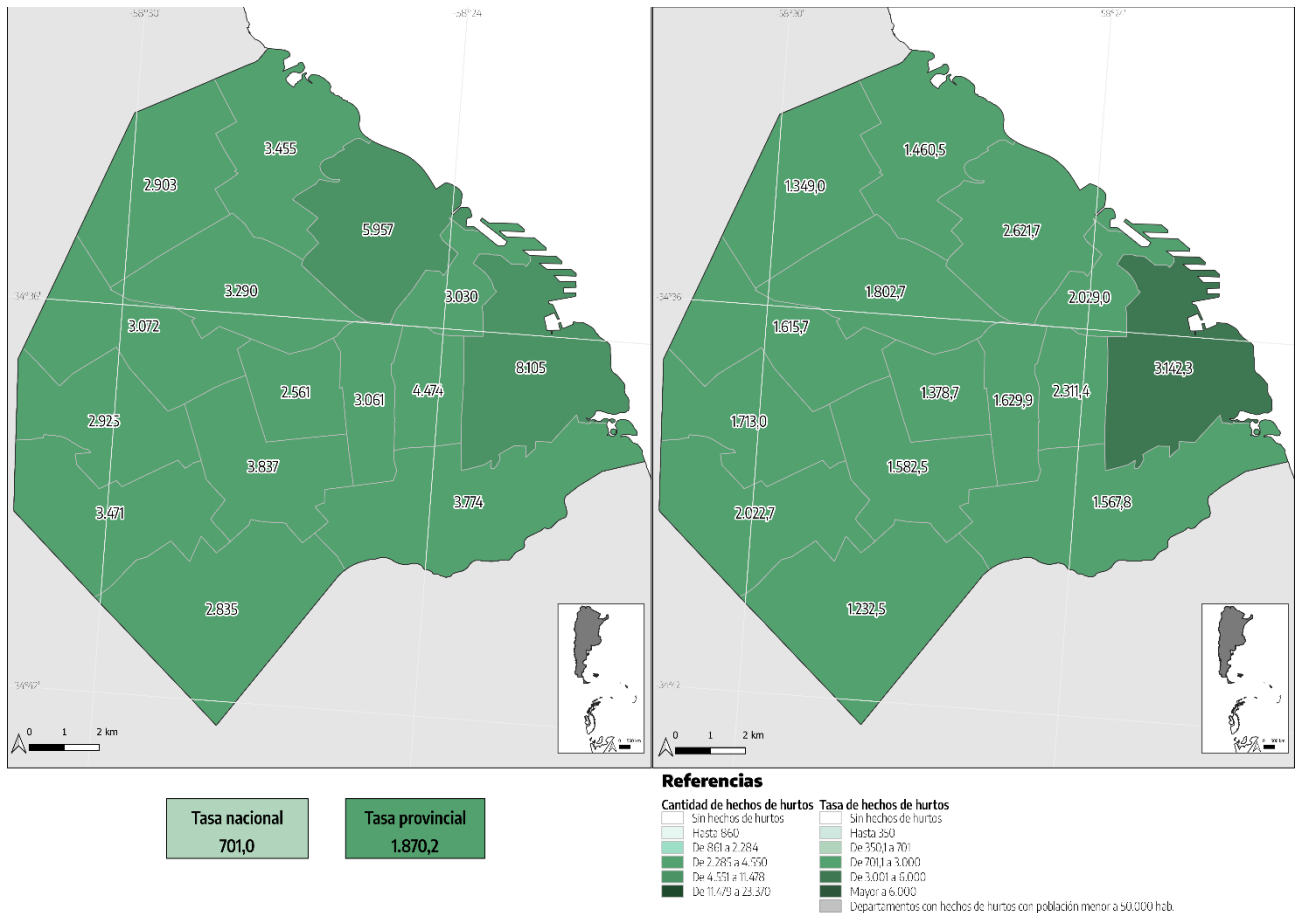 -58°30'
-58°24'
3.455
2.903
5.957
3.290
3.030
34°36'
3.072
8.105
2.561
3.061
4.474
2.925
3.837
3.471
3.774
2.835
34°42'
0 1 2 km
-58°30'
1.460,5
1.349,0
2.621,7
1.802,7
2.029,0
-34°36
1.615,7
3.142,3
1.378,7
1.629,9
2.311,4
1.713,0
1.582,5
2.022,7
1.567,8
1.232,5
0 1 2 km
Tasa nacional
701,0
Tasa provincial
1.870,2
Referencias
Cantidad de hechos de hurtos
Sin hechos de hurtos
Hasta 860
De 861 a 2.284
De 2.285 a 4.550
De 4.551 a 11.478
De 11.479 a 23.370
Tasa de hechos de hurtos
Sin hechos de hurtos
Hasta 350
De 350,1 a 701
De 701,1 a 3.000
De 3.001 a 6.000
Mayor a 6.000
Departamentos con hechos de hurtos con población menor a 50.000 hab.